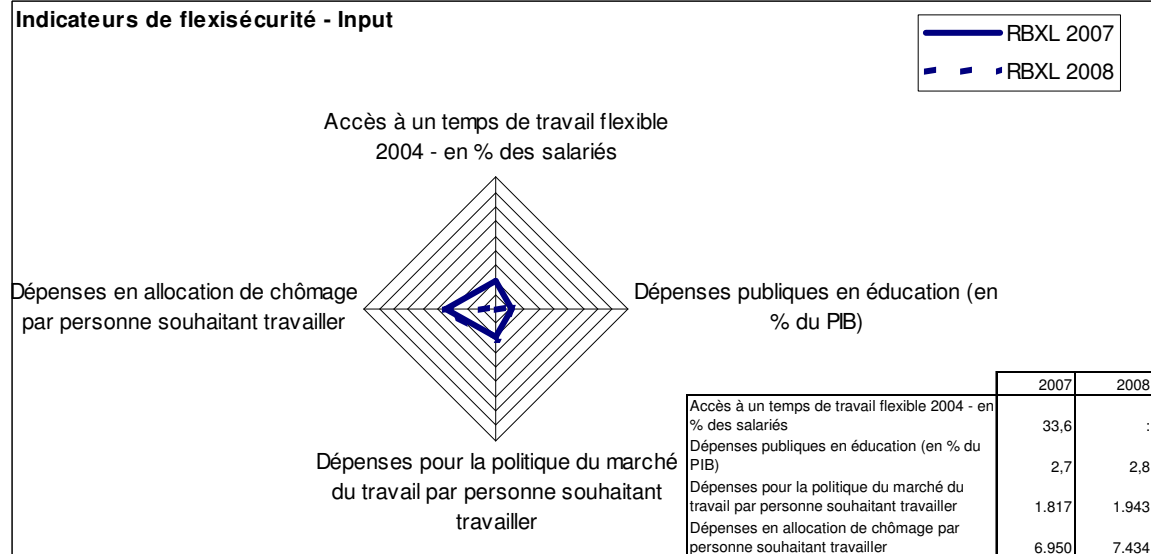 Indicateurs de flexisécurité - Input
RBXL 2007
RBXL 2008
Accès à un temps de travail flexible
2004 - en % des salariés
Dépenses en allocation de chômage
par personne souhaitant travailler
Dépenses publiques en éducation (en
% du PIB)
Dépenses pour la politique du marché
du travail par personne souhaitant
travailler
2007 2008
Accès à un temps de travail flexible 2004 - en
% des salariés 33,6 :
Dépenses publiques en éducation (en % du
PIB) 2,7 2,8
Dépenses pour la politique du marché du
travail par personne souhaitant travailler 1.817 1.943
Dépenses en allocation de chômage par
personne souhaitant travailler 6.950 7.434